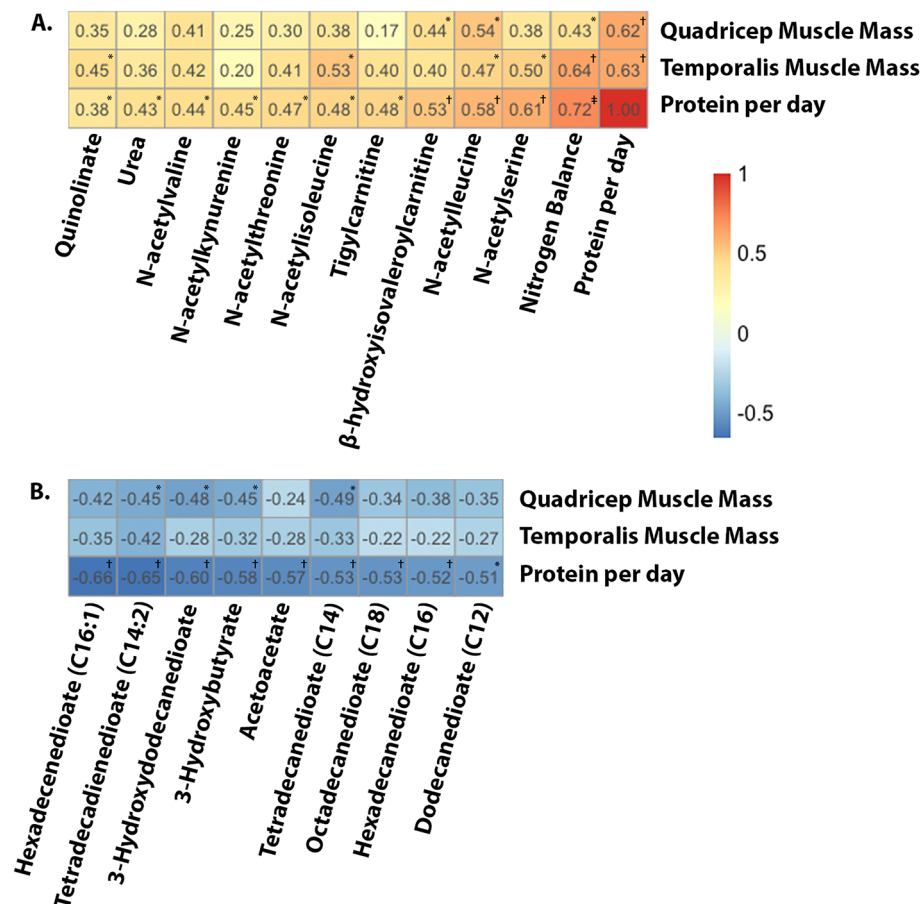 A.
0.35 0.28 0.41 0.25 0.30 0.38 0.17 0.44* 0.54* 0.38 0.43* 0.62† Quadricep Muscle Mass
0.45* 0.36 0.42 0.20 0.41 0.53* 0.40 0.40 0.47* 0.50* 0.64† 0.63† Temporalis Muscle Mass
0.38* 0.43* 0.44* 0.45* 0.47* 0.48* 0.48* 0.53† 0.58† 0.61† 0.72‡ 1.00 Protein per day
Quinolinate
Urea
N-acetylvaline
N-acetylkynurenine
N-acetylthreonine
N-acetylisoleucine
Tigylcarnitine
β-hydroxyisovaleroylcarnitine
N-acetylleucine
N-acetylserine
Nitrogen Balance
Protein per day
1
0.5
0
-0.5
B.
-0.42 -0.45* -0.48* -0.45* -0.24 -0.49* -0.34 -0.38 -0.35 Quadricep Muscle Mass
-0.35 -0.42 -0.28 -0.32 -0.28 -0.33 -0.22 -0.22 -0.27 Temporalis Muscle Mass
-0.66† -0.65† -0.60† -0.58† -0.57† -0.53† -0.53† -0.52† -0.51* Protein per day
Hexadecenedioate (C16:1)
Tetradecadienedioate (C14:2)
3-Hydroxydodecanedioate
3-Hydroxybutyrate
Acetoacetate
Tetradecanedioate (C14)
Octadecanedioate (C18)
Hexadecanedioate (C16)
Dodecanedioate (C12)